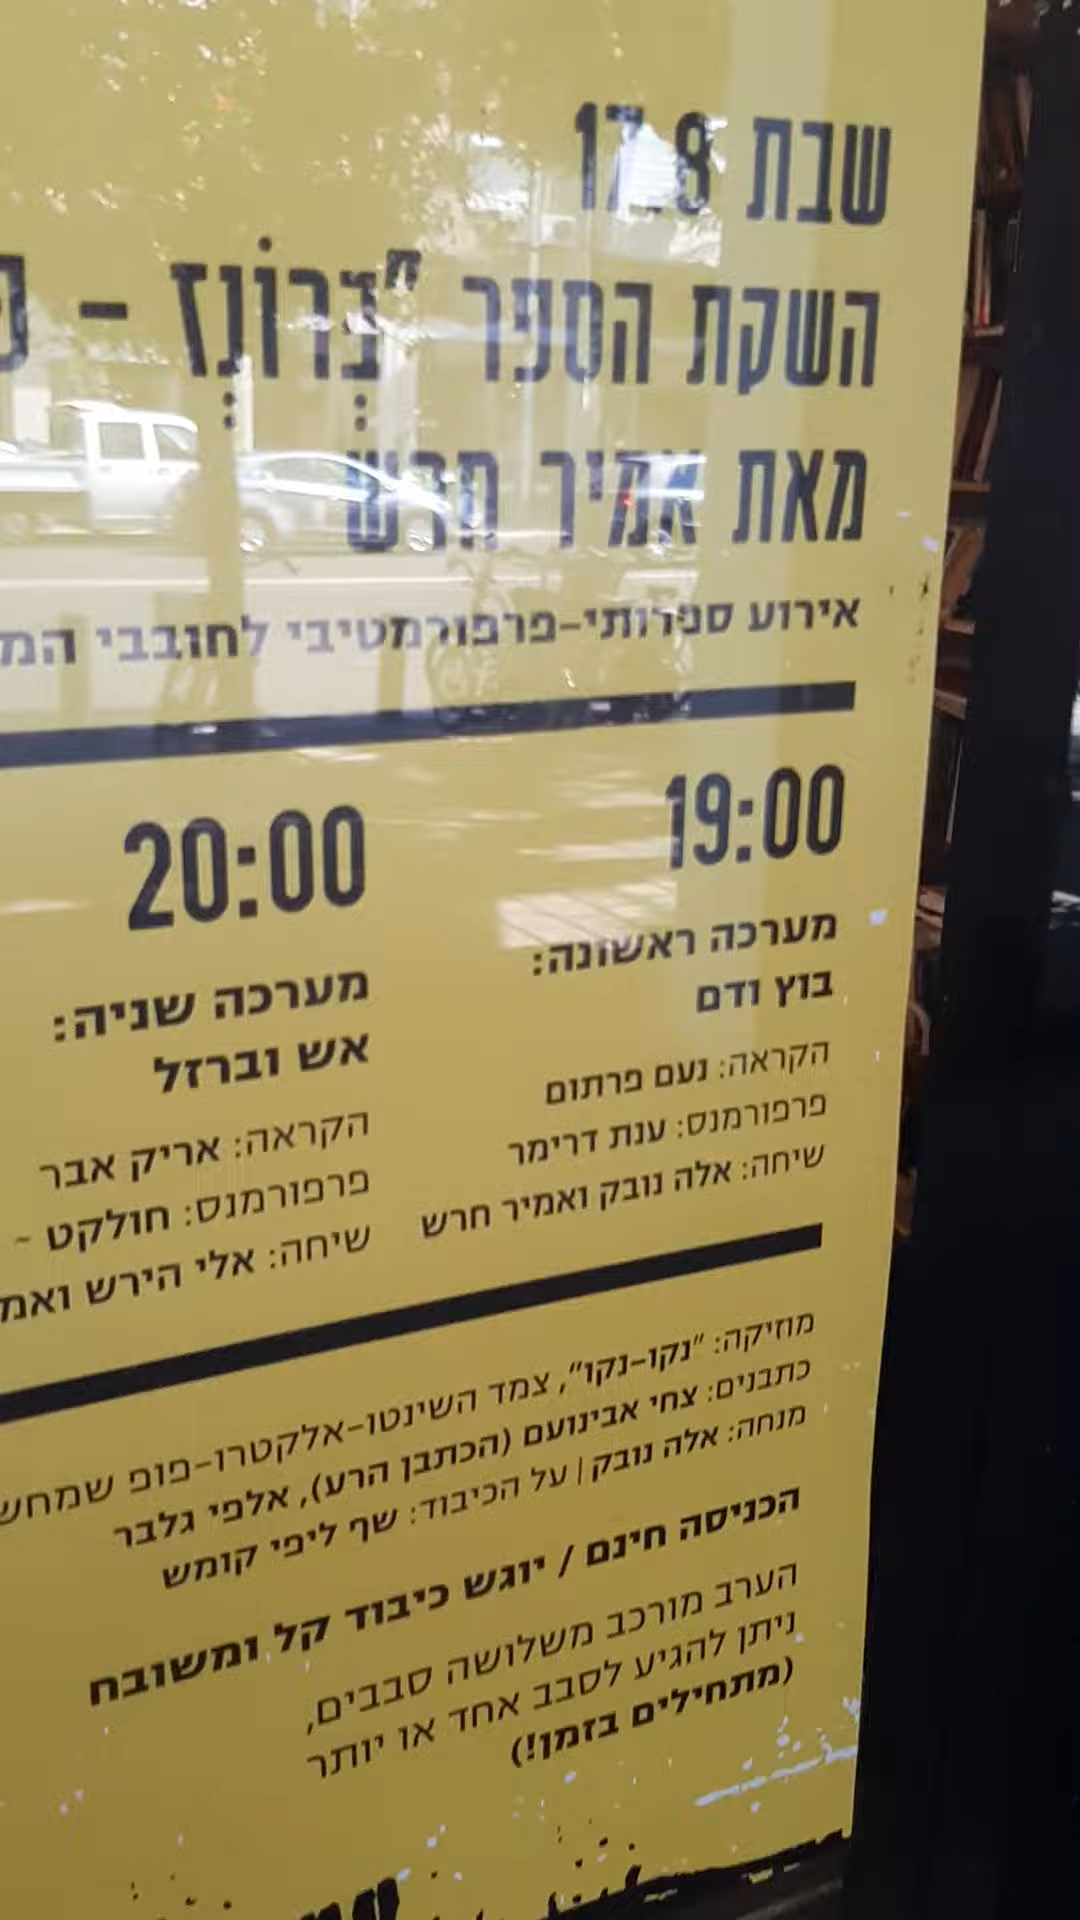 שבת 17.8
השקת הספר "בְּרוֹנְז –
מאת אמיר חרש
אירוע ספרותי-פרפורמטיבי לחובבי
19:00
מערכה ראשונה:
בוץ ודם
הקראה: נעם פרתום
פרפורמנס: ענת דרימר
שיחה: אלה נובק ואמיר חרש
20:00
מערכה שניה:
אש וברזל
הקראה: אריק אבר
פרפורמנס: חולקט -
שיחה: אלי הירש
מוזיקה: "נקו-נקו", צמד השינטו-אלקטרו-פופ
כתבנים: צחי אבינועם (הכתבן הרע), אלפי גלבר
מנחה: אלה נובק | על הכיבוד: שף ליפי קומש
הכניסה חינם / יוגש כיבוד קל ומשובח
הערב מורכב משלושה סבבים,
ניתן להגיע לסבב אחד או יותר
(מתחילים בזמן!)